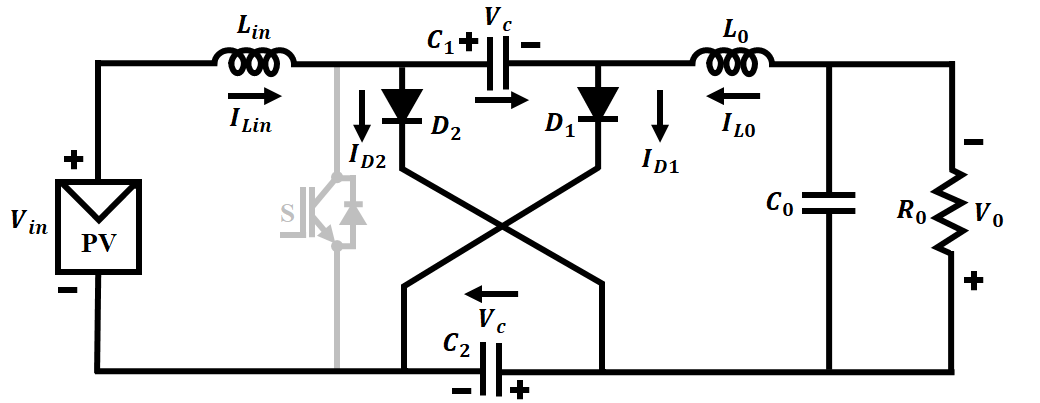 L_in
C_1 + V_c −
L_0
I_Lin
I_D2
D_2
D_1
I_D1
I_L0
+
V_in
PV
−
S
C_0
R_0
−
V_0
+
V_c
C_2
− +